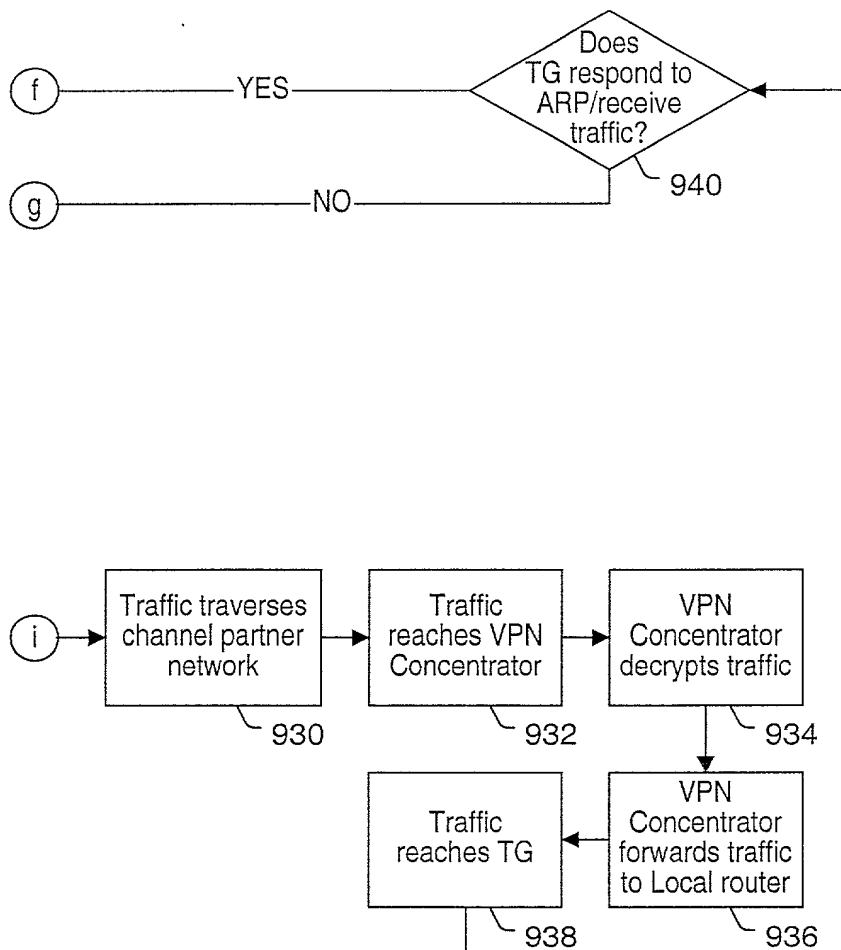 Does
TG respond to
ARP/receive
traffic?
940
f
YES
g
NO
i
Traffic traverses
channel partner
network
930
Traffic
reaches VPN
Concentrator
932
VPN
Concentrator
decrypts traffic
934
VPN
Concentrator
forwards traffic
to Local router
936
Traffic
reaches TG
938